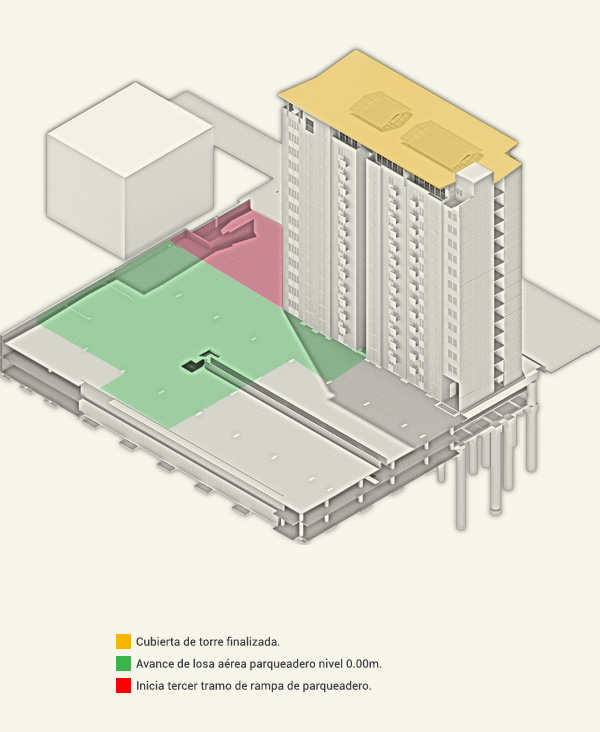 Cubierta de torre finalizada.
Avance de losa aérea parqueadero nivel 0.00m.
Inicia tercer tramo de rampa de parqueadero.